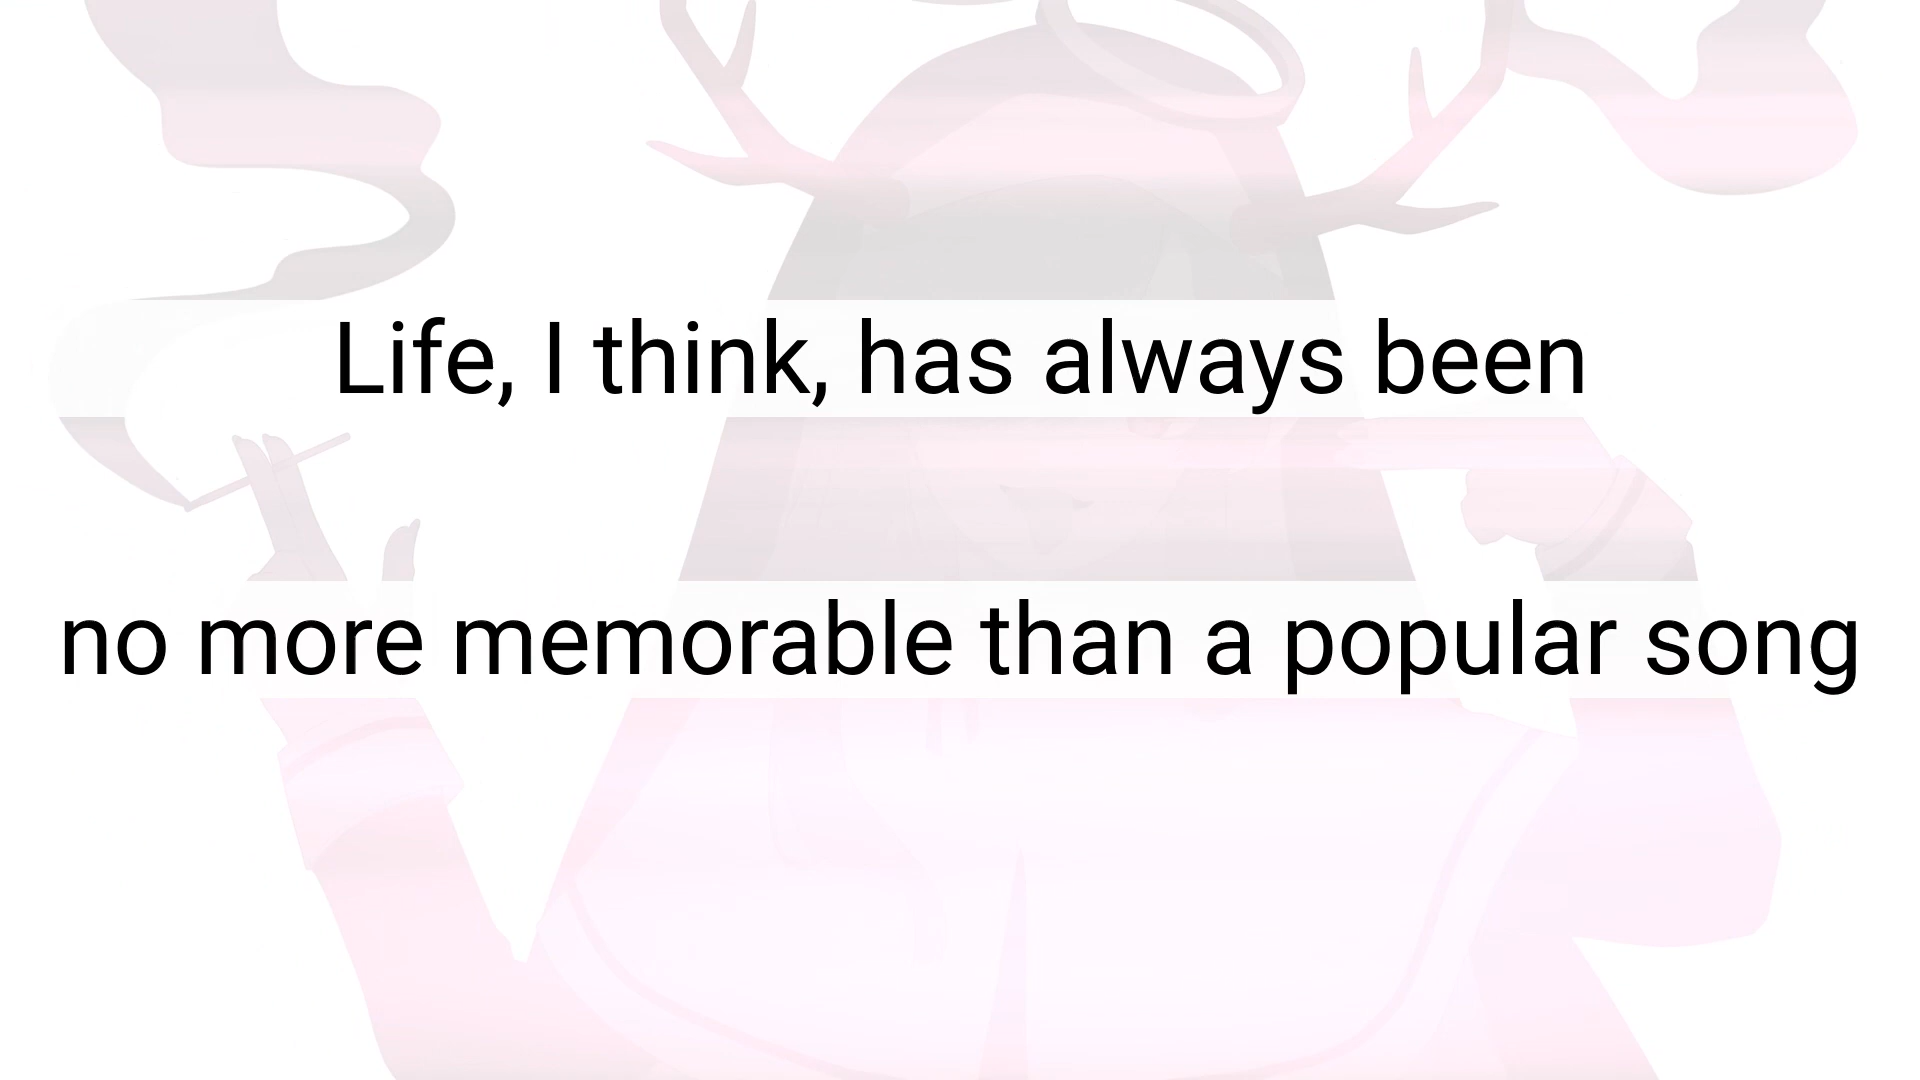 Life, I think, has always been
no more memorable than a popular song